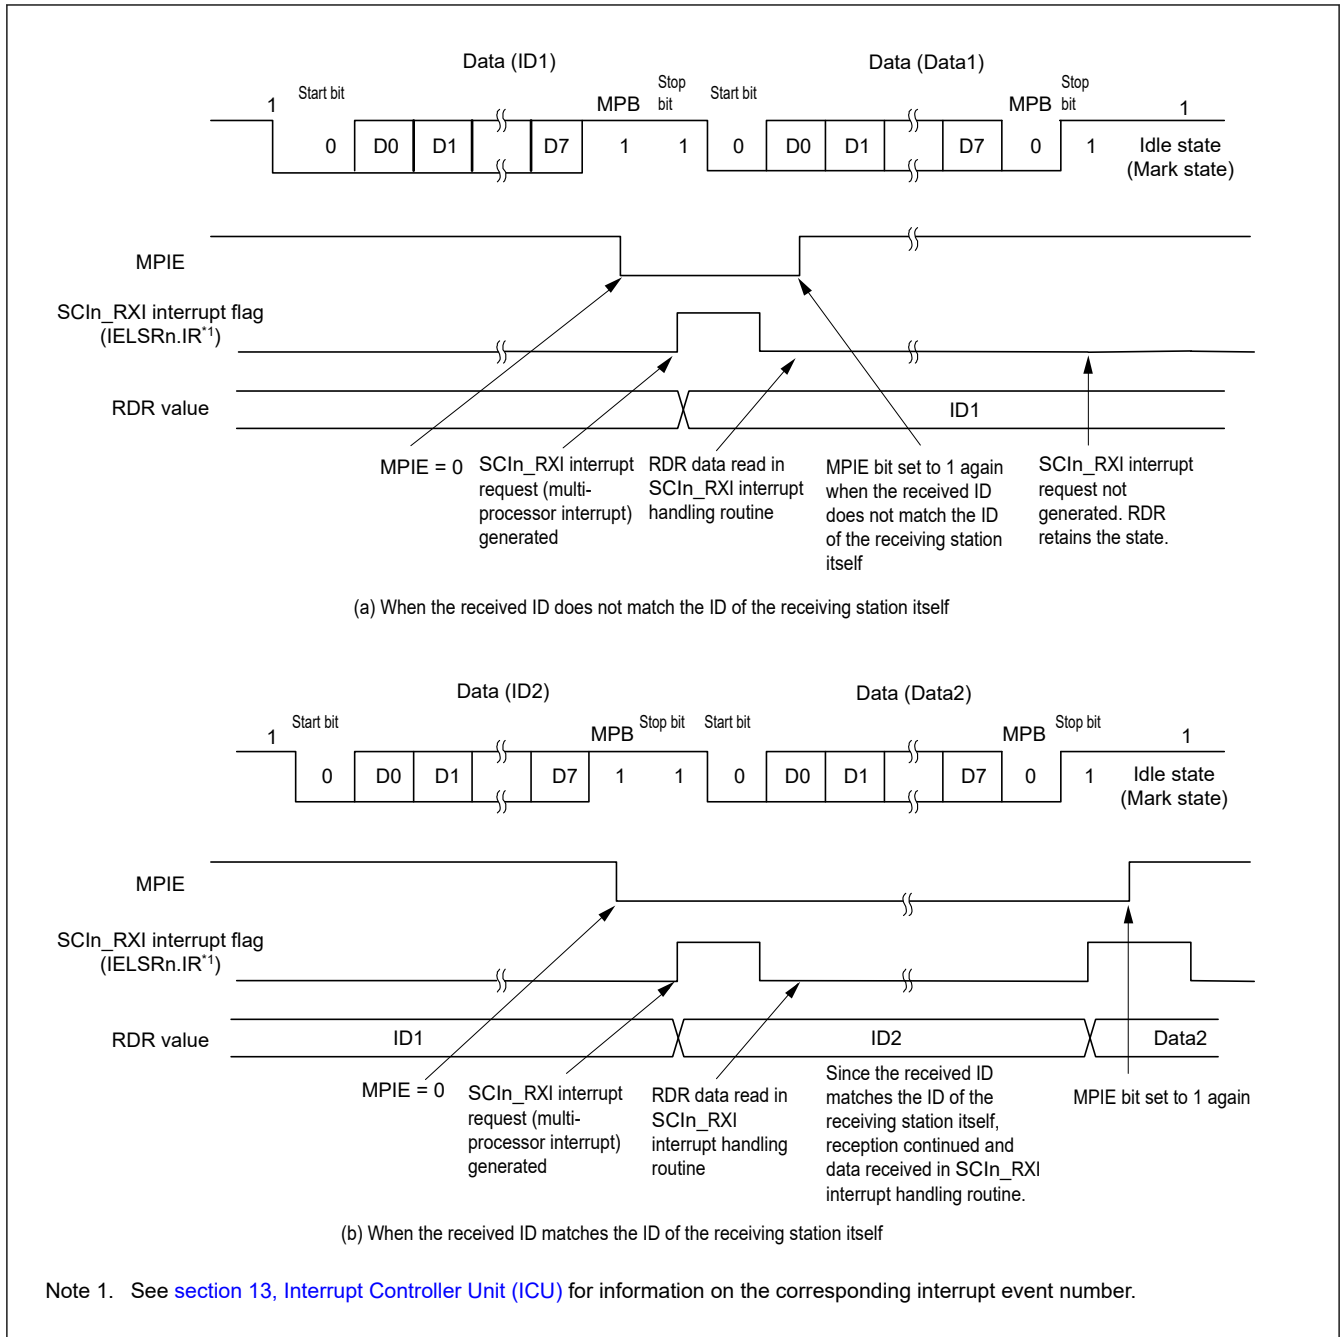 Data (ID1) Data (Data1)
1 Start bit MPB Stop bit Start bit MPB Stop bit 1
0 D0 D1 D7 1 1 0 D0 D1 D7 0 1 Idle state (Mark state)
MPIE
SCIn_RXI interrupt flag
(IELSRn.IR*1)
RDR value ID1
MPIE = 0
SCIn_RXI interrupt
request (multi-
processor interrupt)
generated
RDR data read in
SCIn_RXI interrupt
handling routine
MPIE bit set to 1 again
when the received ID
does not match the ID
of the receiving station
itself
SCIn_RXI interrupt
request not
generated. RDR
retains the state.
(a) When the received ID does not match the ID of the receiving station itself
Data (ID2) Data (Data2)
1 Start bit MPB Stop bit Start bit MPB Stop bit 1
0 D0 D1 D7 1 1 0 D0 D1 D7 0 1 Idle state (Mark state)
MPIE
SCIn_RXI interrupt flag
(IELSRn.IR*1)
RDR value ID1 ID2 Data2
MPIE = 0
SCIn_RXI interrupt
request (multi-
processor interrupt)
generated
RDR data read in
SCIn_RXI
interrupt handling
routine
Since the received ID
matches the ID of the
receiving station itself,
reception continued and
data received in SCIn_RXI
interrupt handling routine.
MPIE bit set to 1 again
(b) When the received ID matches the ID of the receiving station itself
Note 1. See section 13, Interrupt Controller Unit (ICU) for information on the corresponding interrupt event number.